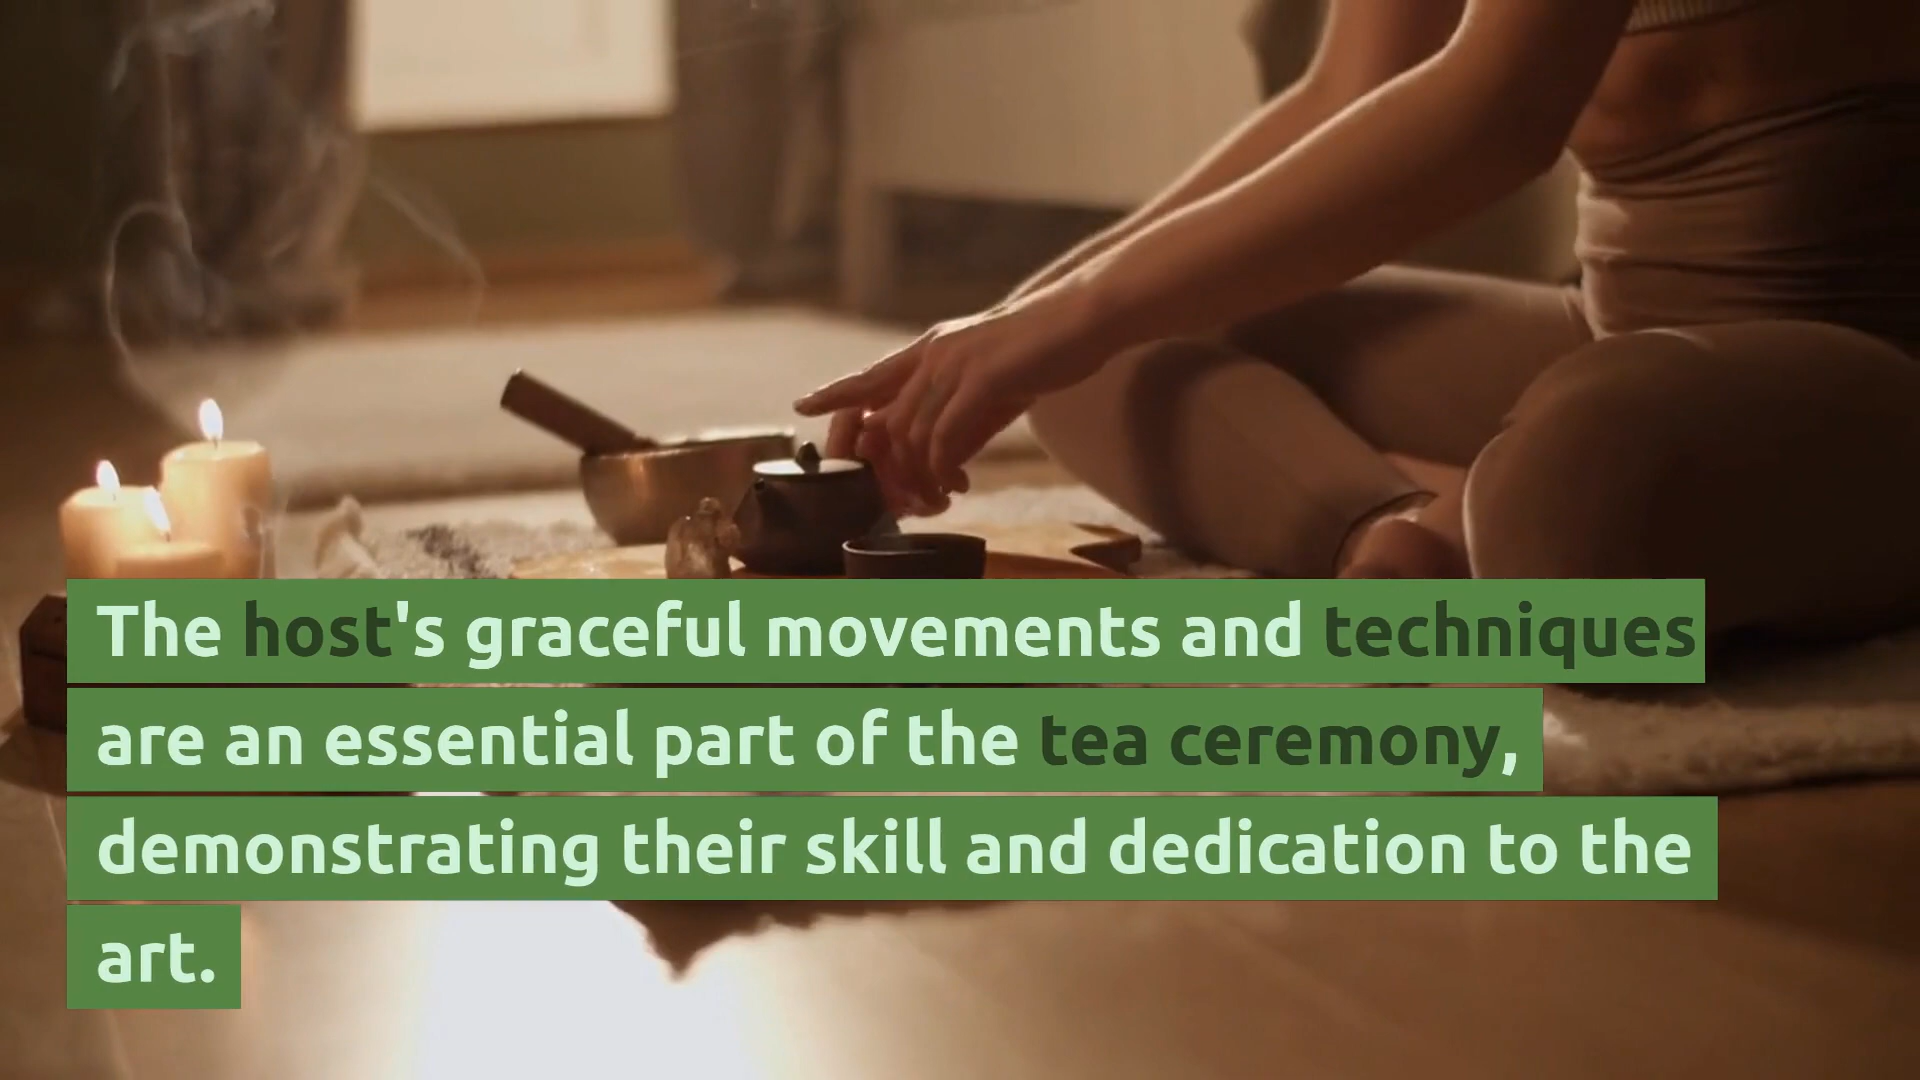 The host's graceful movements and techniques
are an essential part of the tea ceremony,
demonstrating their skill and dedication to the
art.